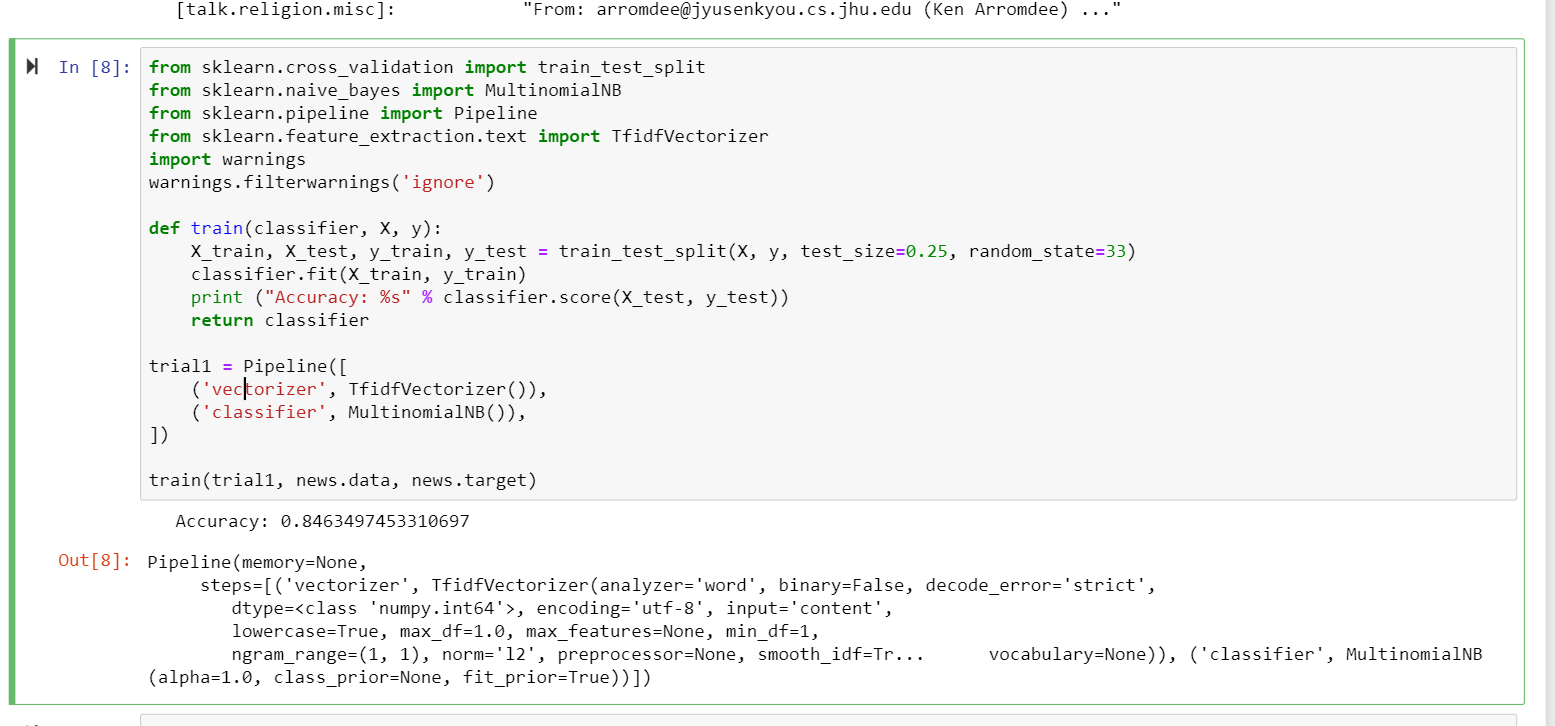 [talk.religion.misc]:            "From: arromdee@jyusenkyou.cs.jhu.edu (Ken Arromdee) ..."
In [8]: from sklearn.cross_validation import train_test_split
from sklearn.naive_bayes import MultinomialNB
from sklearn.pipeline import Pipeline
from sklearn.feature_extraction.text import TfidfVectorizer
import warnings
warnings.filterwarnings('ignore')
def train(classifier, X, y):
    X_train, X_test, y_train, y_test = train_test_split(X, y, test_size=0.25, random_state=33)
    classifier.fit(X_train, y_train)
    print ("Accuracy: %s" % classifier.score(X_test, y_test))
    return classifier
trial1 = Pipeline([
    ('vectorizer', TfidfVectorizer()),
    ('classifier', MultinomialNB()),
])
train(trial1, news.data, news.target)
Accuracy: 0.8463497453310697
Out[8]: Pipeline(memory=None,
     steps=[('vectorizer', TfidfVectorizer(analyzer='word', binary=False, decode_error='strict',
        dtype=<class 'numpy.int64'>, encoding='utf-8', input='content',
        lowercase=True, max_df=1.0, max_features=None, min_df=1,
        ngram_range=(1, 1), norm='l2', preprocessor=None, smooth_idf=Tr...      vocabulary=None)), ('classifier', MultinomialNB
(alpha=1.0, class_prior=None, fit_prior=True))])